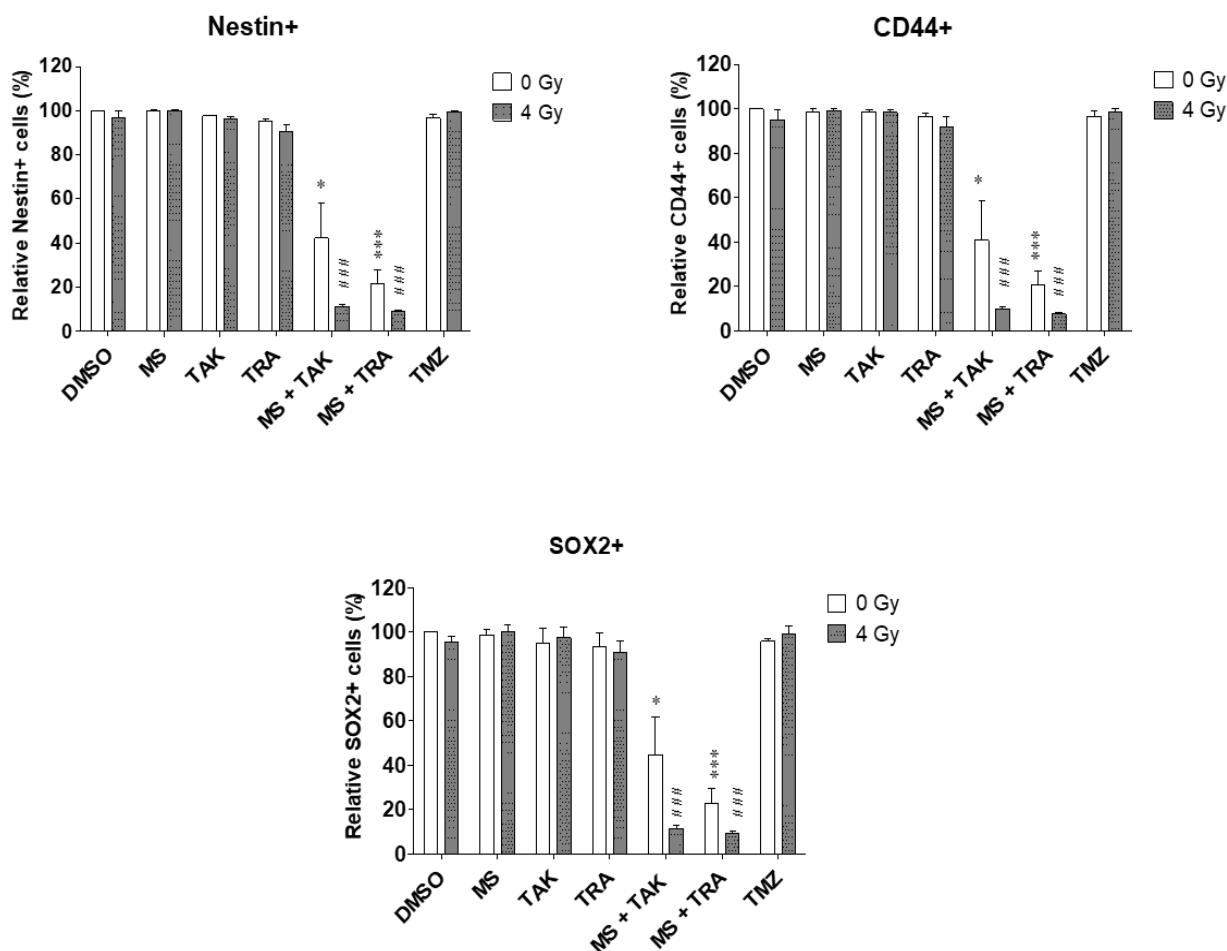 Nestin+
Relative Nestin+ cells (%)
120
100
80
60
40
20
0
0 Gy
4 Gy
*
###
***
###
DMSO
MS
TAK
TRA
MS + TAK
MS + TRA
TMZ
CD44+
Relative CD44+ cells (%)
120
100
80
60
40
20
0
0 Gy
4 Gy
*
###
***
###
DMSO
MS
TAK
TRA
MS + TAK
MS + TRA
TMZ
SOX2+
Relative SOX2+ cells (%)
120
100
80
60
40
20
0
0 Gy
4 Gy
*
###
***
###
DMSO
MS
TAK
TRA
MS + TAK
MS + TRA
TMZ